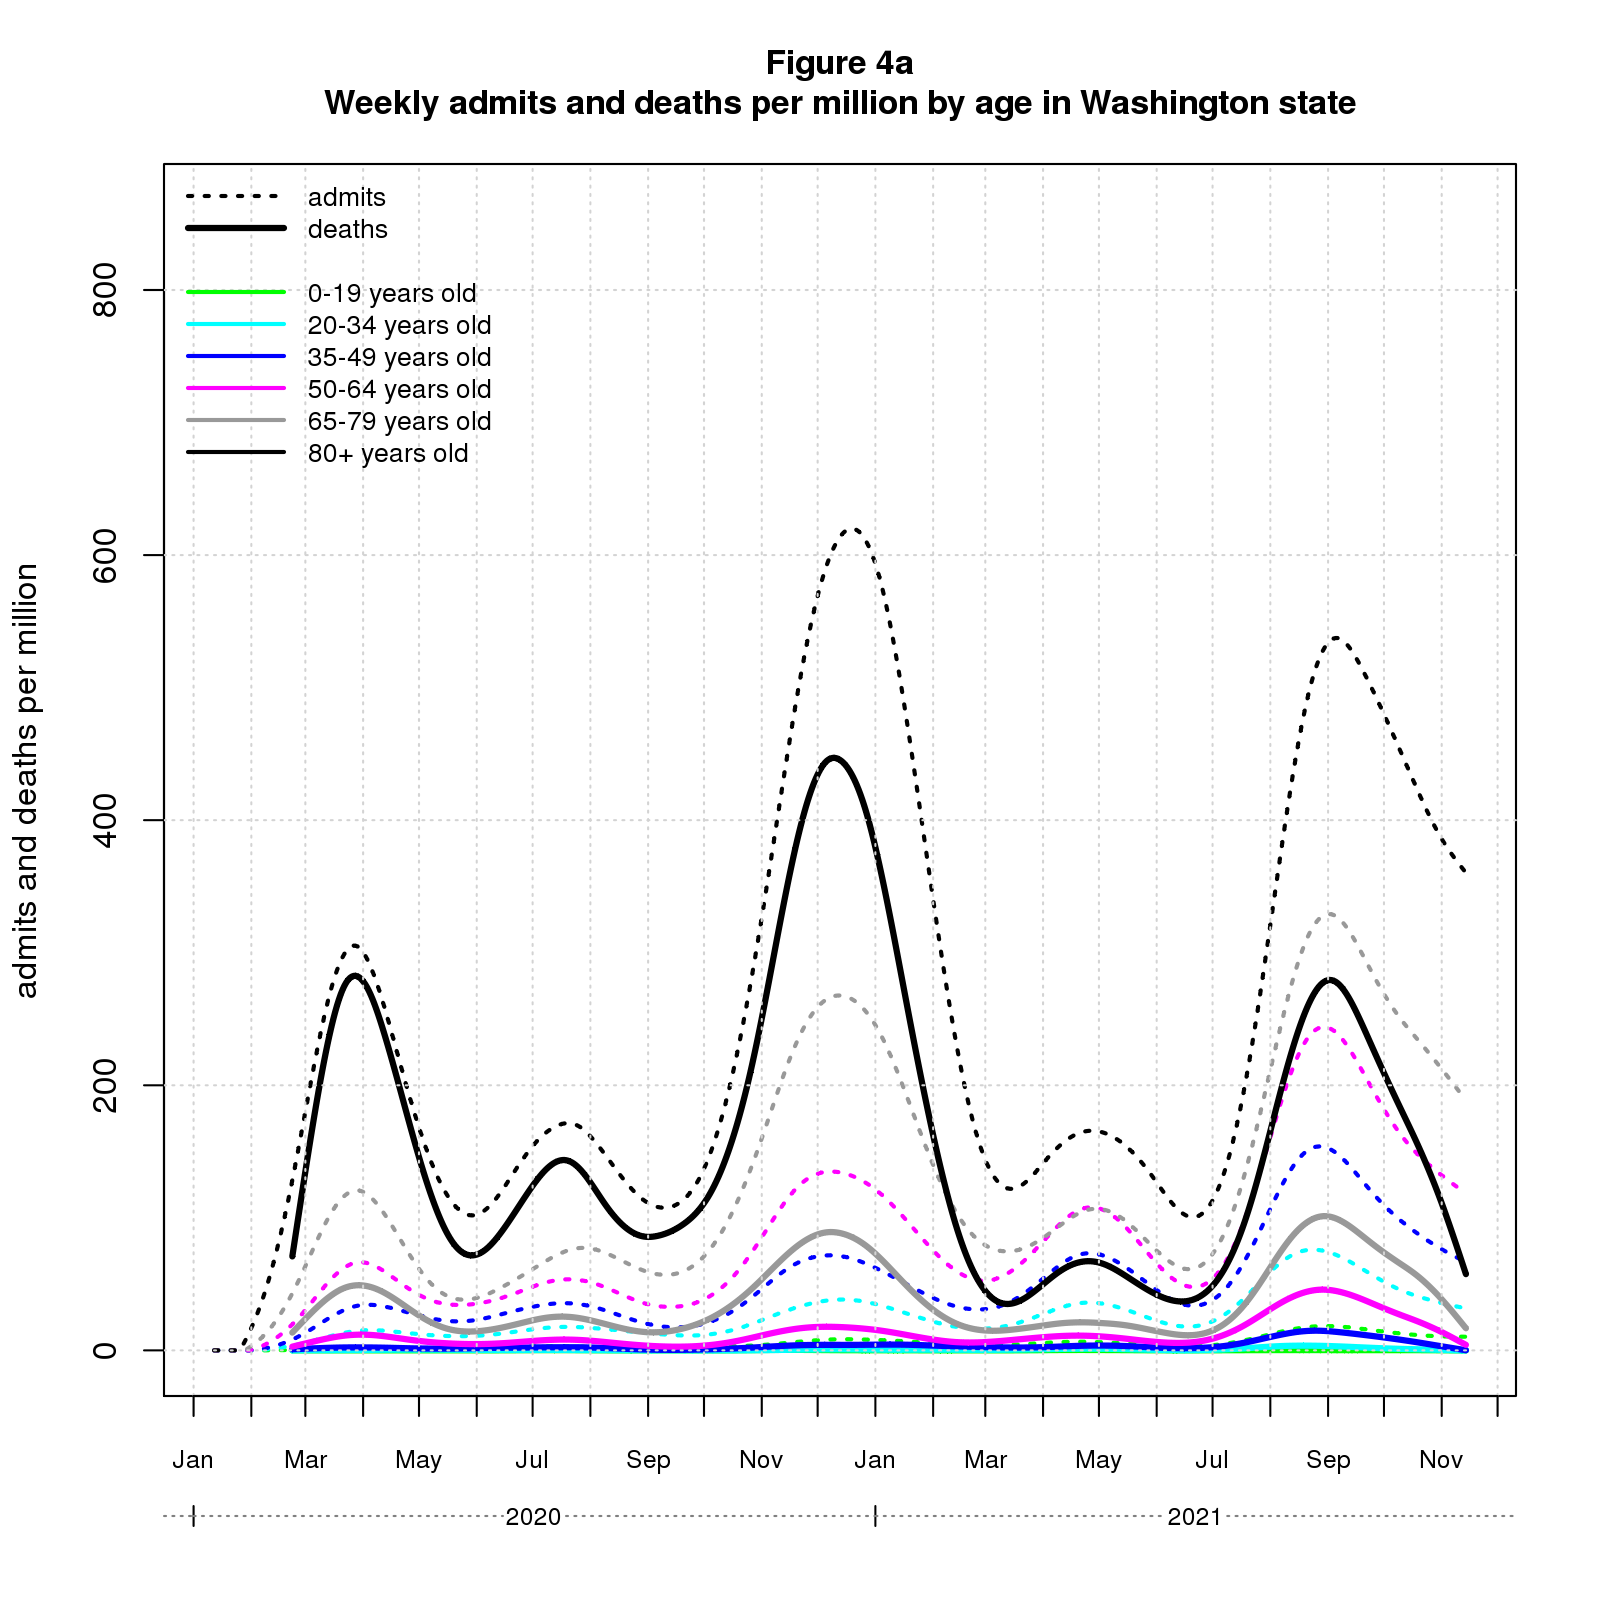 Figure 4a
Weekly admits and deaths per million by age in Washington state
admits
deaths
0-19 years old
20-34 years old
35-49 years old
50-64 years old
65-79 years old
80+ years old
admits and deaths per million
800
600
400
200
0
Jan Mar May Jul Sep Nov Jan Mar May Jul Sep Nov
2020 2021